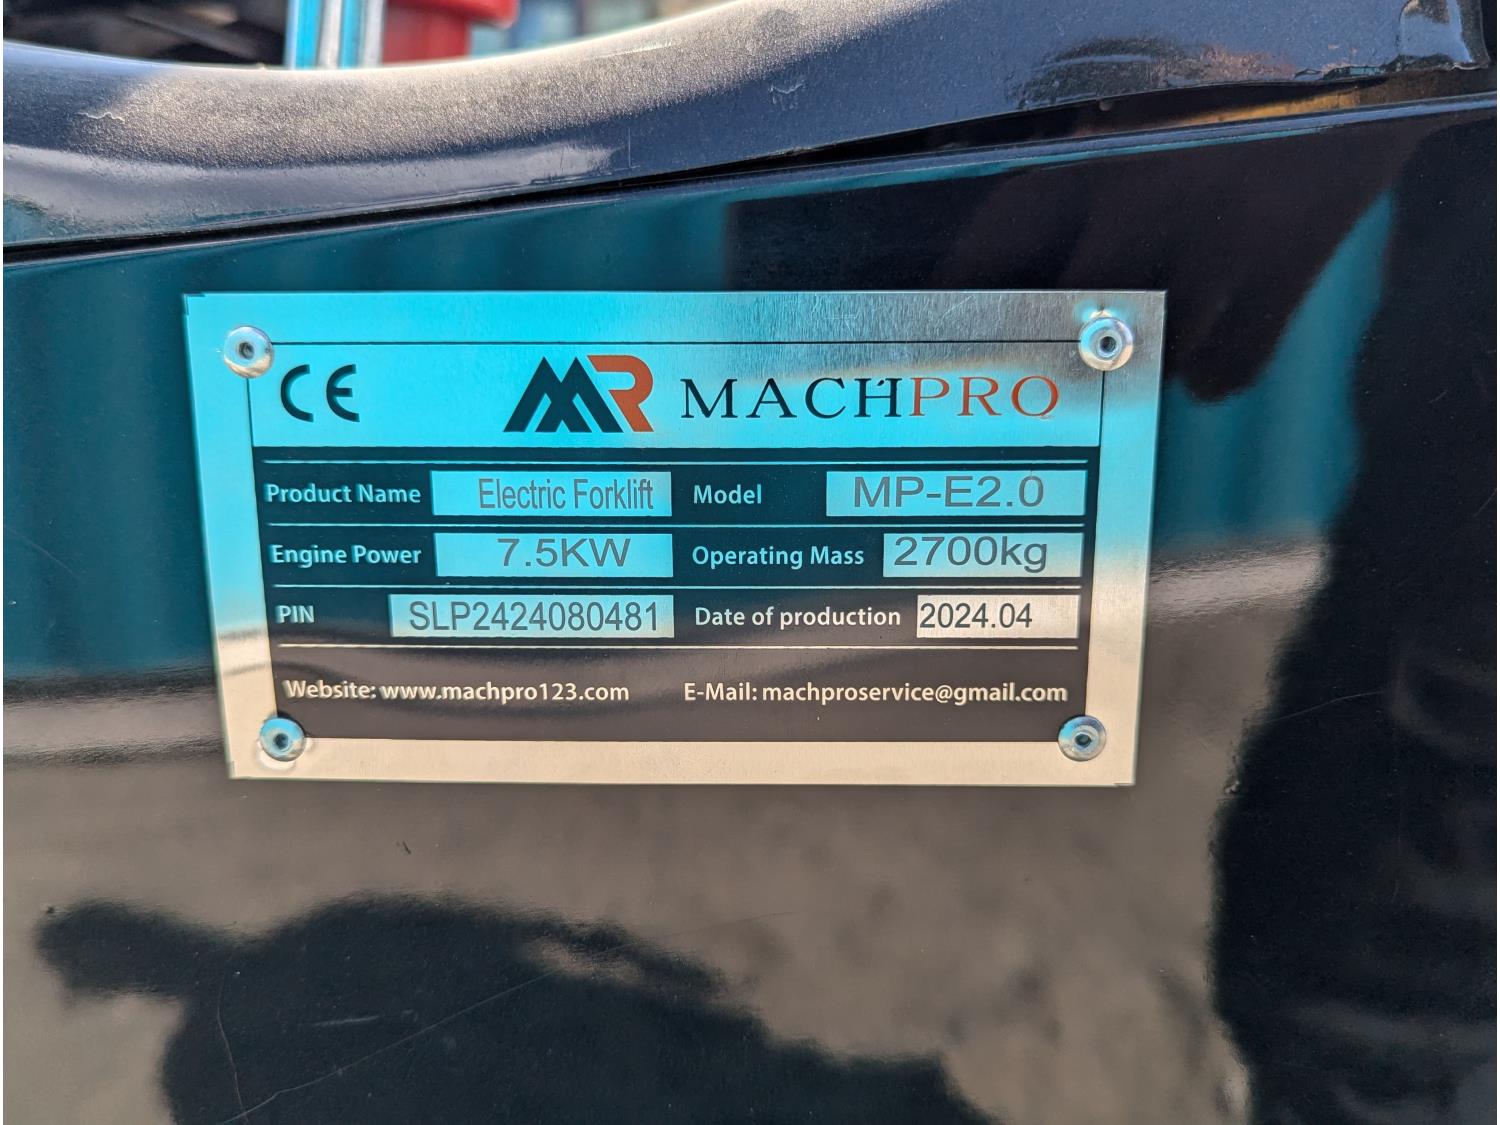 CE MR MACHPRO
Product Name Electric Forklift Model MP-E2.0
Engine Power 7.5KW Operating Mass 2700kg
PIN SLP2424080481 Date of production 2024.04
Website: www.machpro123.com E-Mail: machproservice@gmail.com